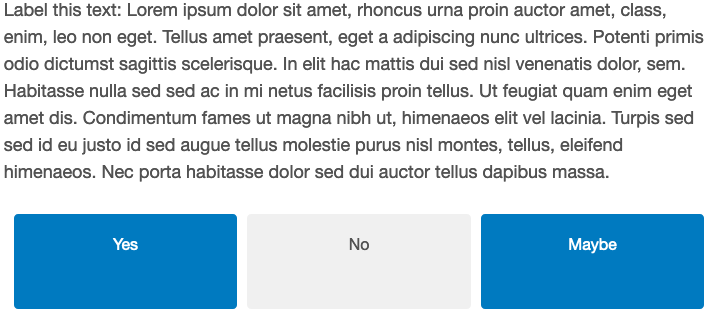 Label this text: Lorem ipsum dolor sit amet, rhoncus urna proin auctor amet, class,
enim, leo non eget. Tellus amet praesent, eget a adipiscing nunc ultrices. Potenti primis
odio dictumst sagittis scelerisque. In elit hac mattis dui sed nisl venenatis dolor, sem.
Habitasse nulla sed sed ac in mi netus facilisis proin tellus. Ut feugiat quam enim eget
amet dis. Condimentum fames ut magna nibh ut, himenaeos elit vel lacinia. Turpis sed
sed id eu justo id sed augue tellus molestie purus nisl montes, tellus, eleifend
himenaeos. Nec porta habitasse dolor sed dui auctor tellus dapibus massa.
Yes
No
Maybe